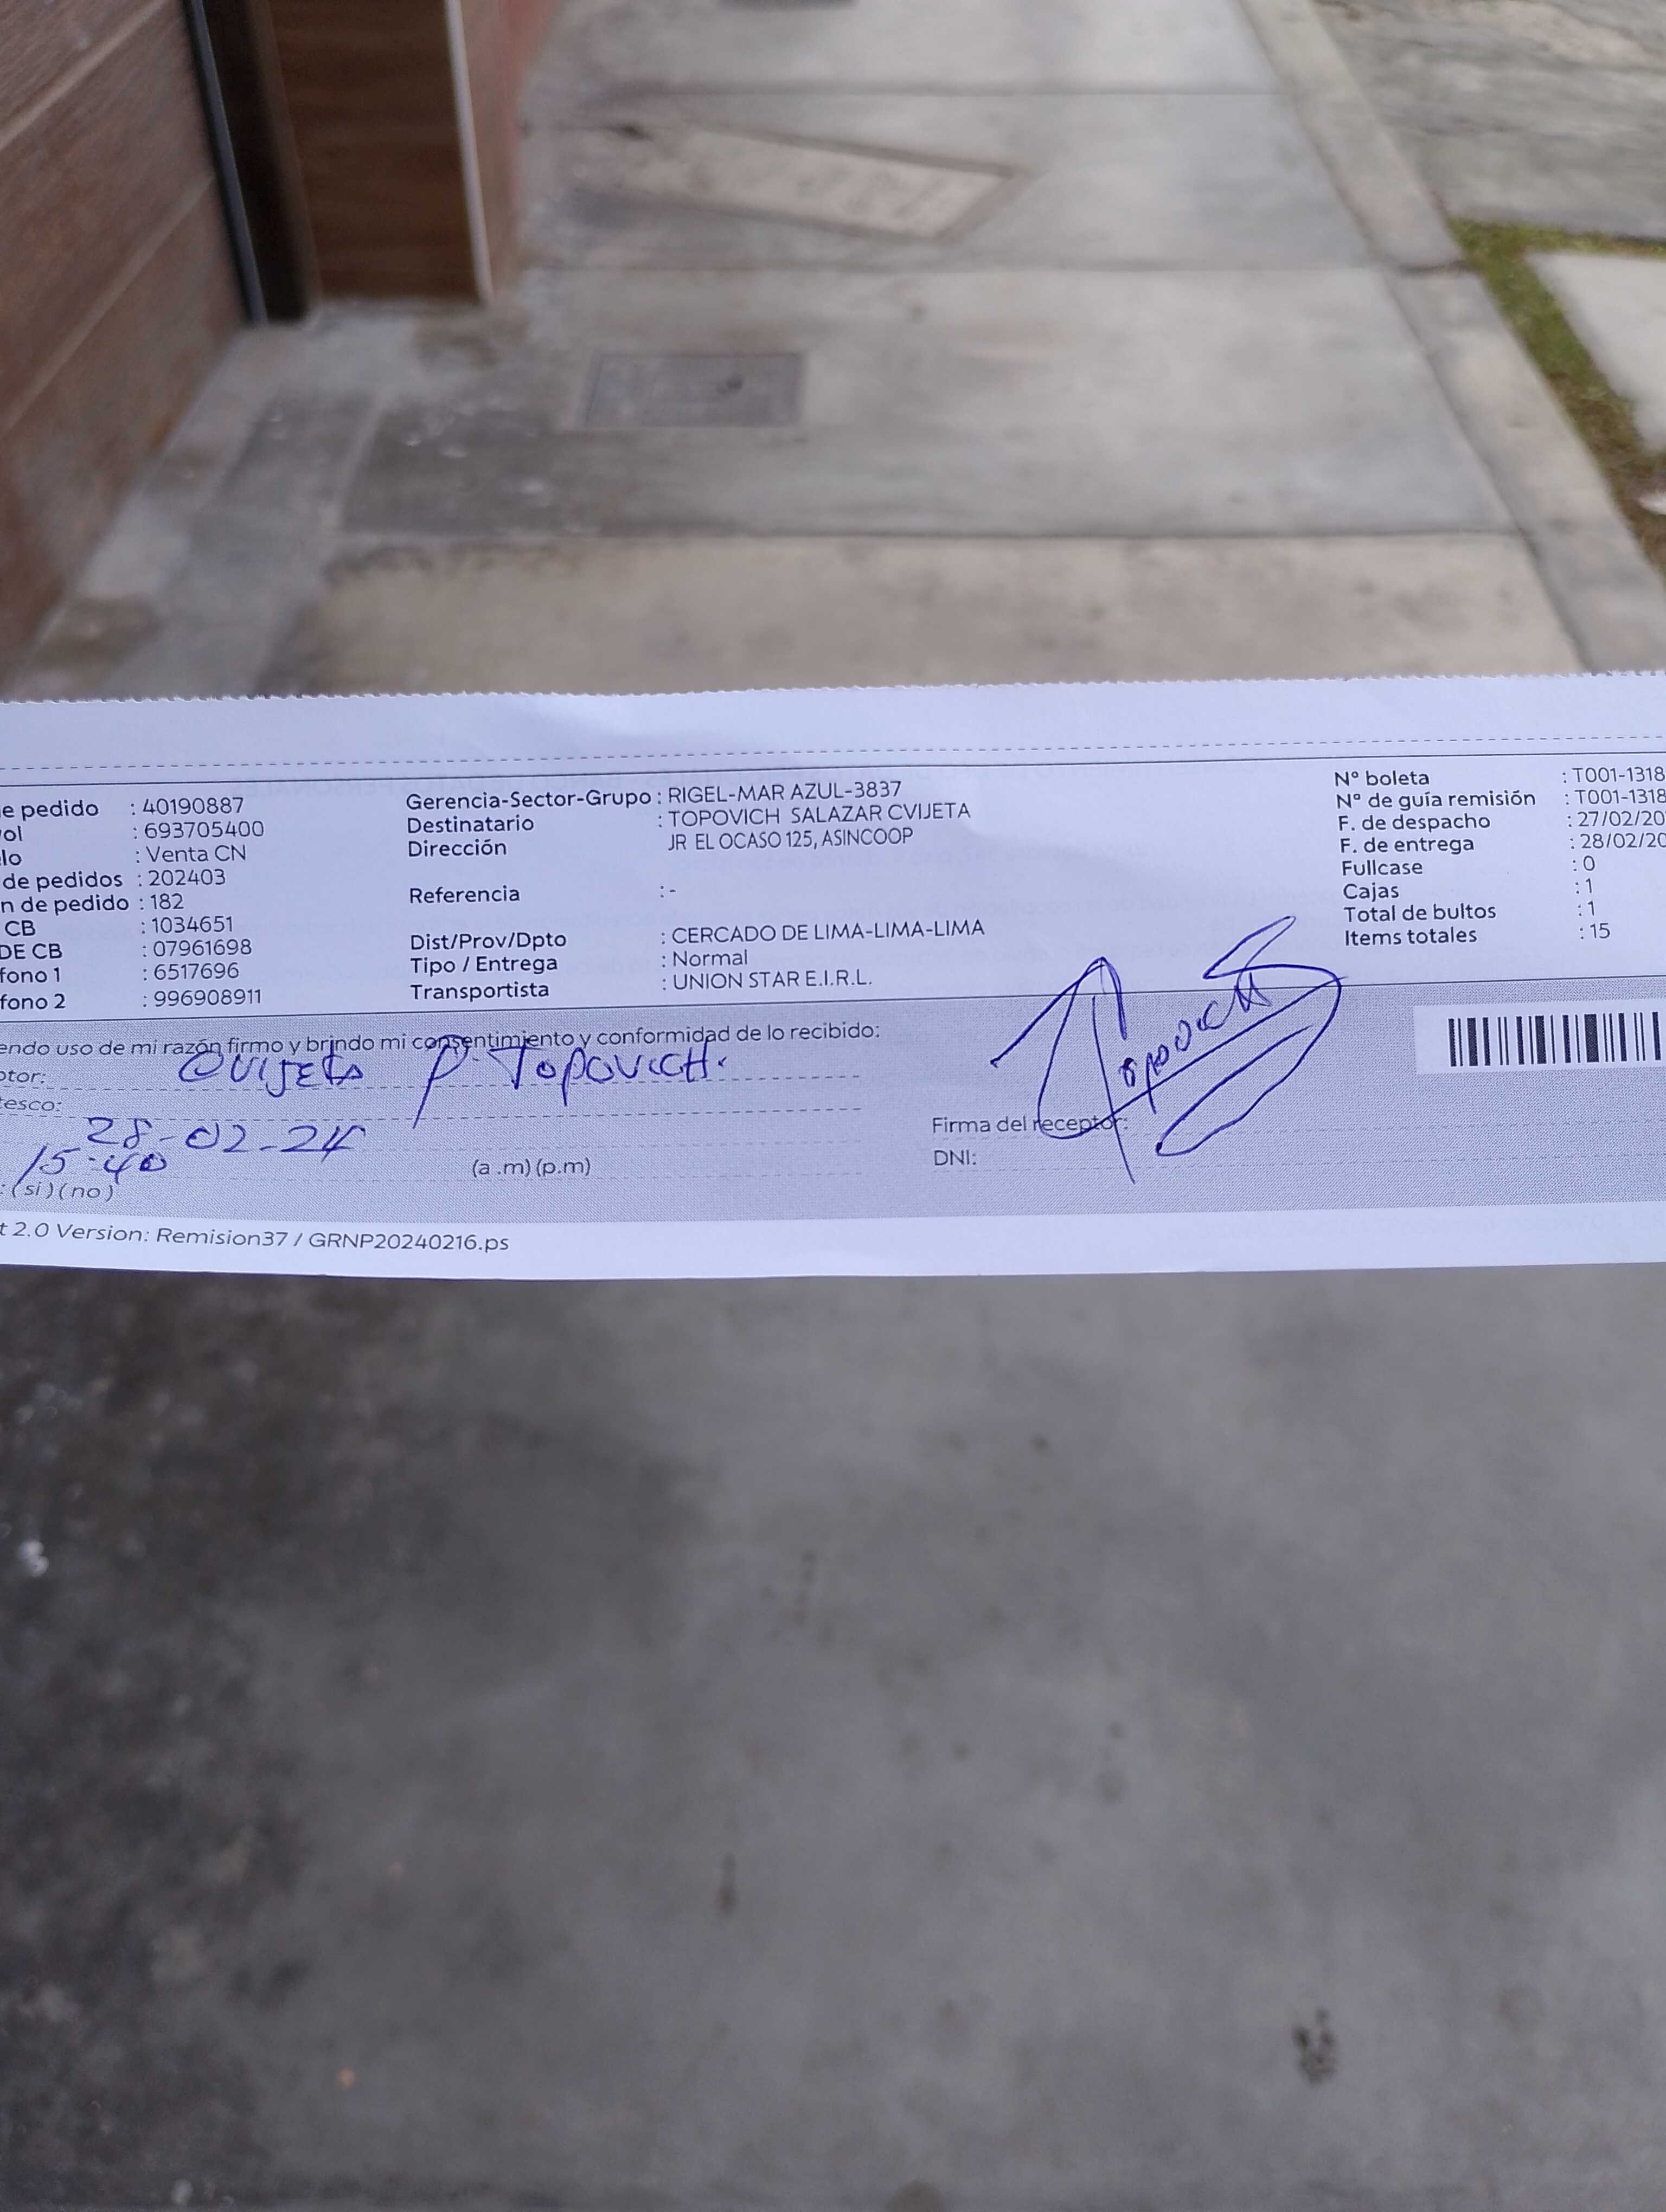 e pedido : 40190887
ol : 693705400
lo : Venta CN
de pedidos : 202403
n de pedido : 182
CB : 1034651
DE CB : 07961698
fono 1 : 6517696
fono 2 : 996908911
Gerencia-Sector-Grupo : RIGEL-MAR AZUL-3837
Destinatario : TOPOVICH SALAZAR CVIJETA
Dirección JR EL OCASO 125, ASINCOOP
Referencia : -
Dist/Prov/Dpto : CERCADO DE LIMA-LIMA-LIMA
Tipo / Entrega : Normal
Transportista : UNION STAR E.I.R.L.
N° boleta : T001-1318
N° de guía remisión : T001-1318
F. de despacho : 27/02/20
F. de entrega : 28/02/20
Fullcase : 0
Cajas : 1
Total de bultos : 1
Items totales : 15
endo uso de mi razón firmo y brindo mi consentimiento y conformidad de lo recibido:
ptor: CVIJETA P. TOPOVICH.
tesco:
28-02-24
15:40 (a .m) (p.m)
: ( si ) ( no )
Topovich
Firma del receptor:
DNI:
t 2.0 Version: Remision37 / GRNP20240216.ps